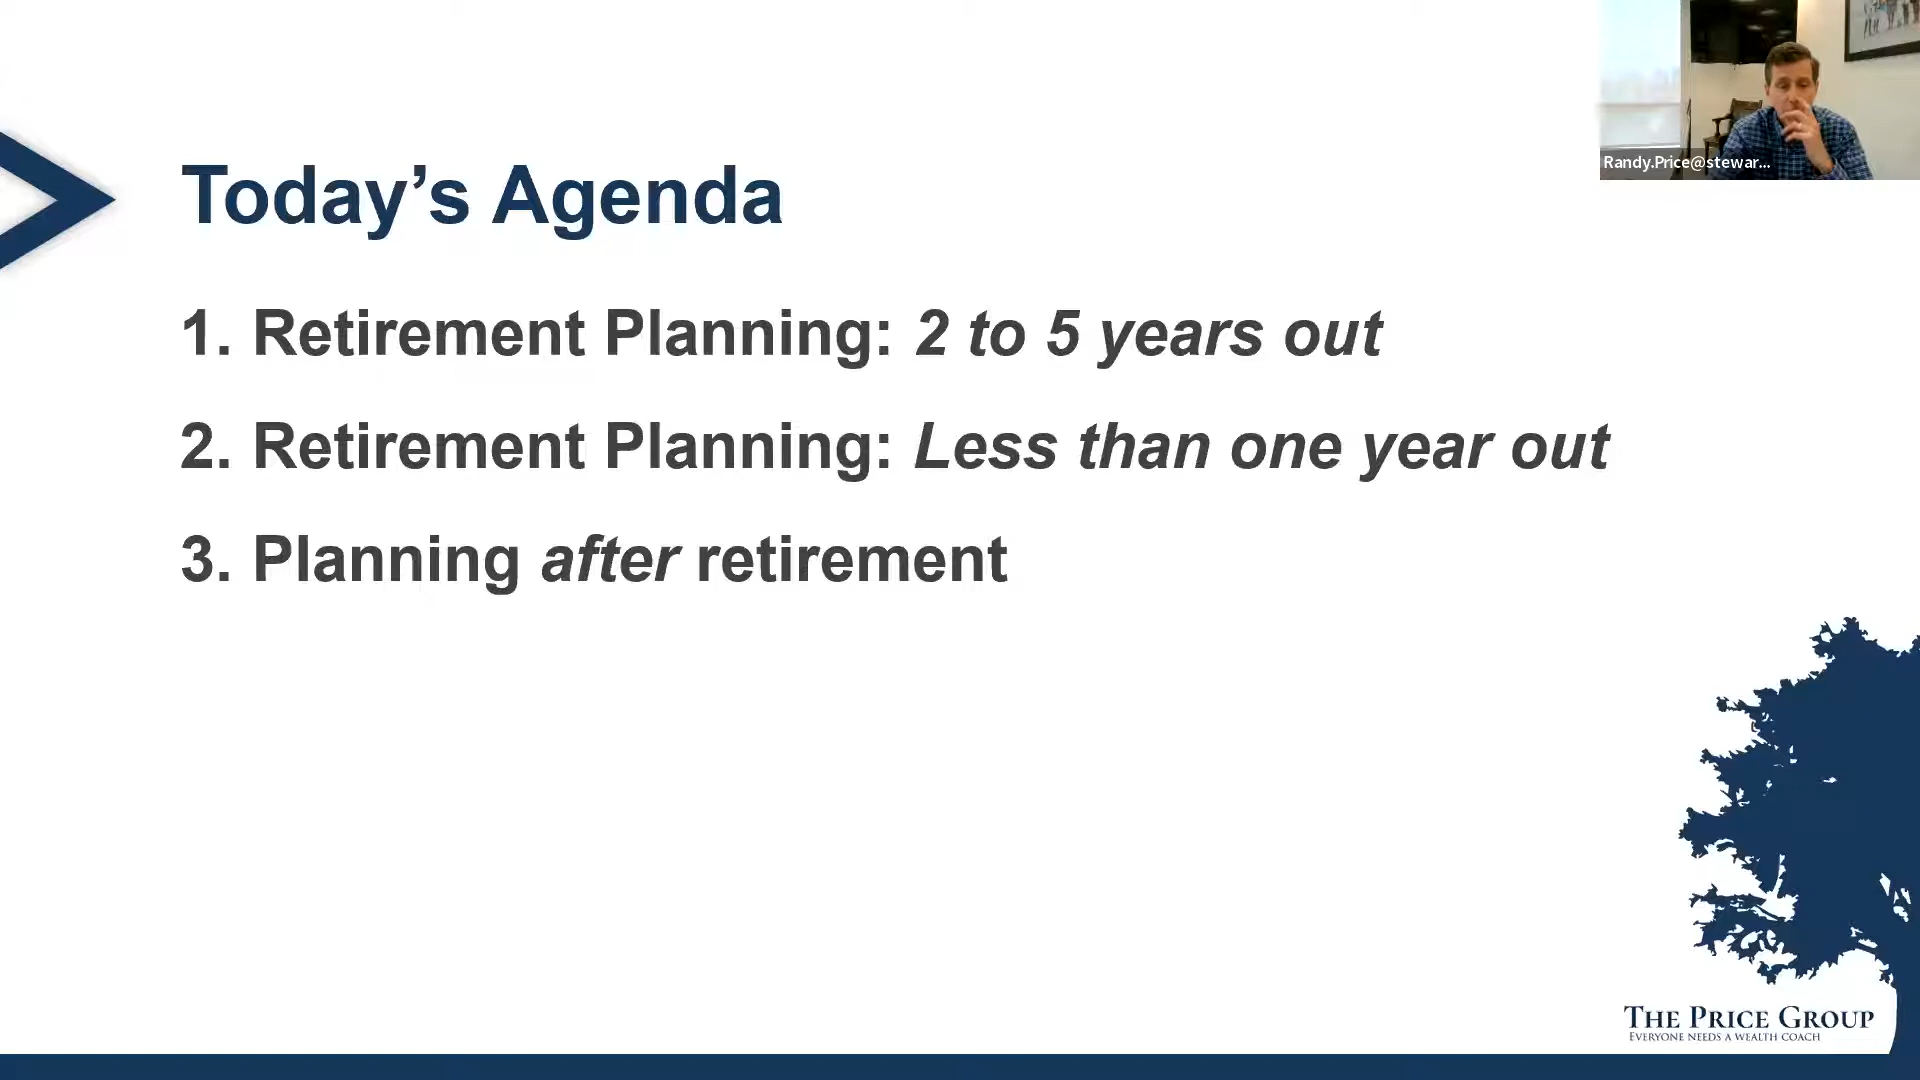 Randy.Price@stewar...
Today’s Agenda
1. Retirement Planning: 2 to 5 years out
2. Retirement Planning: Less than one year out
3. Planning after retirement
THE PRICE GROUP
EVERYONE NEEDS A WEALTH COACH